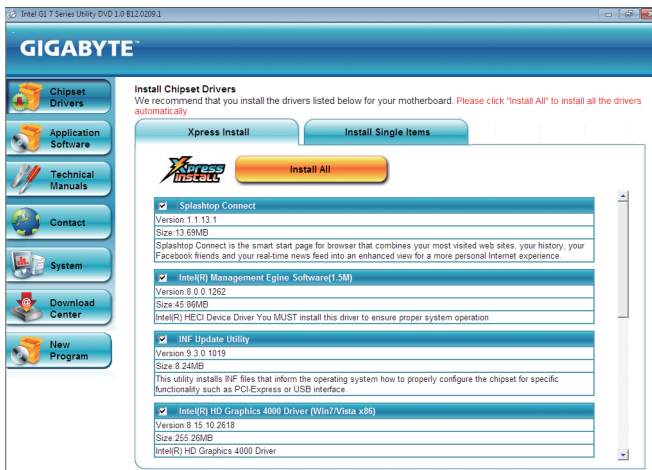 Intel G1 7 Series Utility DVD 1.0 B12.0209.1
GIGABYTE™
Chipset
Drivers
Application
Software
Technical
Manuals
Contact
System
Download
Center
New
Program
Install Chipset Drivers
We recommend that you install the drivers listed below for your motherboard. Please click "Install All" to install all the drivers
automatically.
Xpress Install
Install Single Items
Xpress
Install
Install All
Splashtop Connect
Version:1.1.13.1
Size:13.69MB
Splashtop Connect is the smart start page for browser that combines your most visited web sites, your history, your
Facebook friends and your real-time news feed into an enhanced view for a more personal Internet experience.
Intel(R) Management Egine Software(1.5M)
Version:8.0.0.1262
Size:45.86MB
Intel(R) HECI Device Driver You MUST install this driver to ensure proper system operation.
INF Update Utility
Version:9.3.0.1019
Size:8.24MB
This utility installs INF files that inform the operating system how to properly configure the chipset for specific
functionality such as PCI-Express or USB interface.
Intel(R) HD Graphics 4000 Driver (Win7/Vista x86)
Version:8.15.10.2618
Size:255.26MB
Intel(R) HD Graphics 4000 Driver